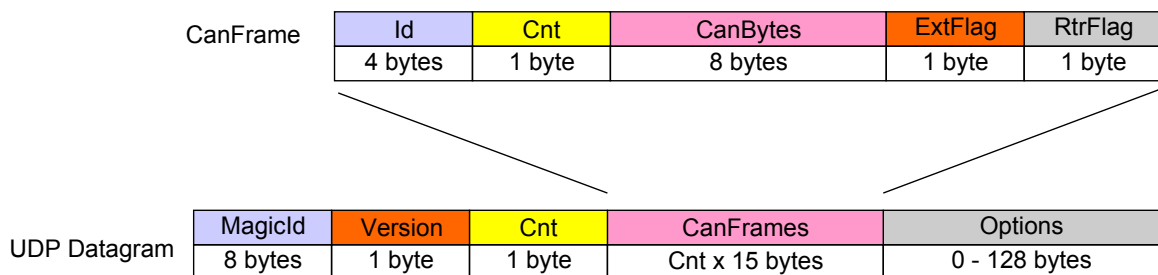 CanFrame Id Cnt CanBytes ExtFlag RtrFlag
4 bytes 1 byte 8 bytes 1 byte 1 byte
UDP Datagram MagicId Version Cnt CanFrames Options
8 bytes 1 byte 1 byte Cnt x 15 bytes 0 - 128 bytes